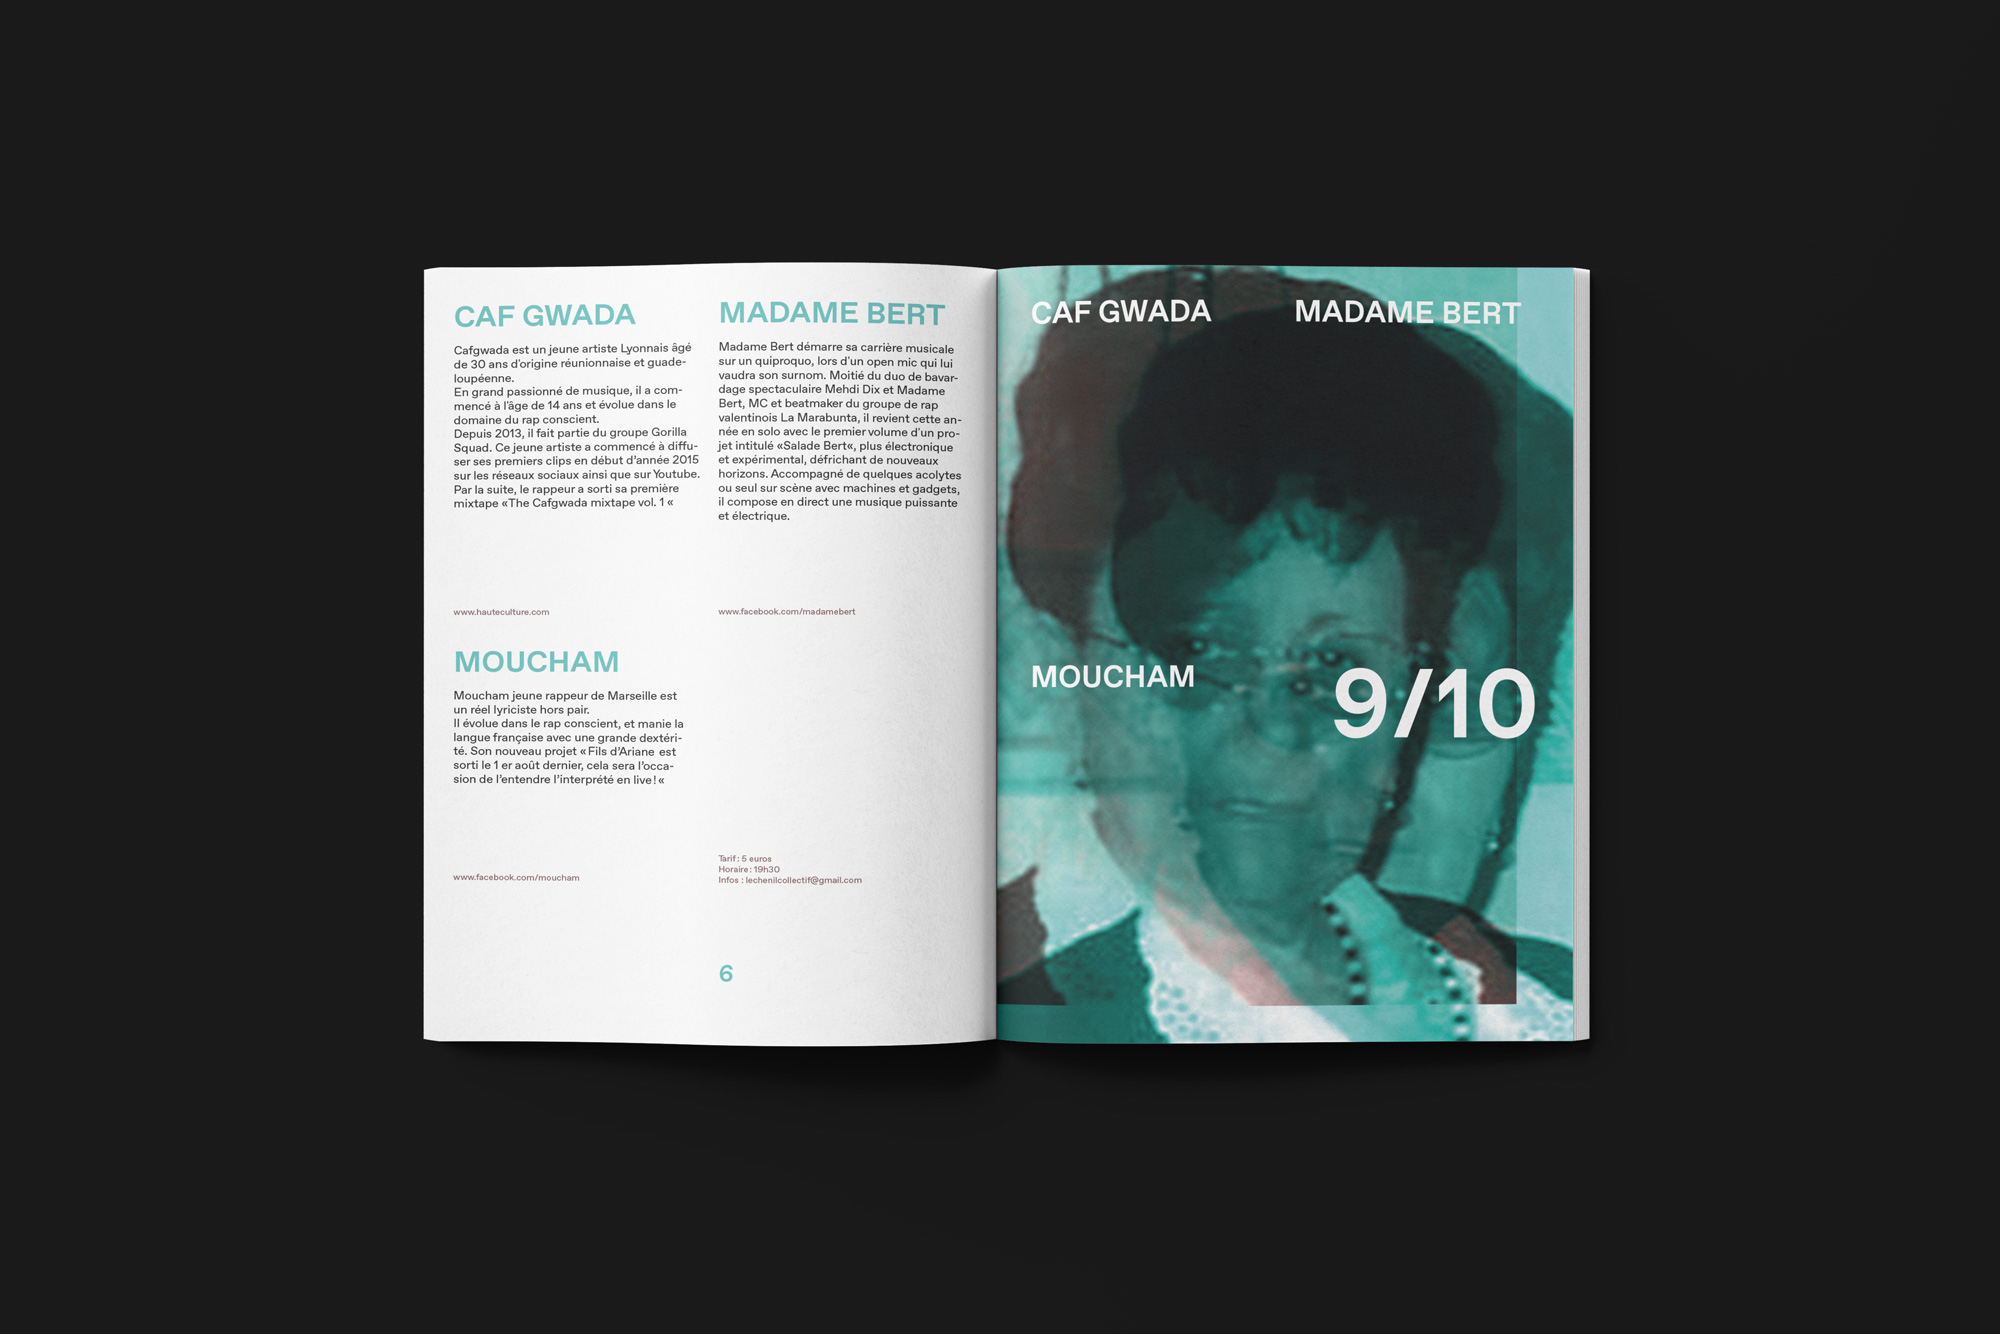 CAF GWADA
Cafgwada est un jeune artiste Lyonnais âgé
de 30 ans d'origine réunionnaise et guade-
loupéenne.
En grand passionné de musique, il a com-
mencé à l'âge de 14 ans et évolue dans le
domaine du rap conscient.
Depuis 2013, il fait partie du groupe Gorilla
Squad. Ce jeune artiste a commencé à diffu-
ser ses premiers clips en début d'année 2015
sur les réseaux sociaux ainsi que sur Youtube.
Par la suite, le rappeur a sorti sa première
mixtape «The Cafgwada mixtape vol. 1 «
www.hauteculture.com
MADAME BERT
Madame Bert démarre sa carrière musicale
sur un quiproquo, lors d'un open mic qui lui
vaudra son surnom. Moitié du duo de bavar-
dage spectaculaire Mehdi Dix et Madame
Bert, MC et beatmaker du groupe de rap
valentinois La Marabunta, il revient cette an-
née en solo avec le premier volume d'un pro-
jet intitulé «Salade Bert«, plus électronique
et expérimental, défrichant de nouveaux
horizons. Accompagné de quelques acolytes
ou seul sur scène avec machines et gadgets,
il compose en direct une musique puissante
et électrique.
www.facebook.com/madamebert
MOUCHAM
Moucham jeune rappeur de Marseille est
un réel lyriciste hors pair.
Il évolue dans le rap conscient, et manie la
langue française avec une grande dextéri-
té. Son nouveau projet «Fils d'Ariane est
sorti le 1 er août dernier, cela sera l'occa-
sion de l'entendre l'interprété en live! «
www.facebook.com/moucham
Tarif : 5 euros
Horaire : 19h30
Infos : lechenilcollectif@gmail.com
6
CAF GWADA
MADAME BERT
MOUCHAM
9/10